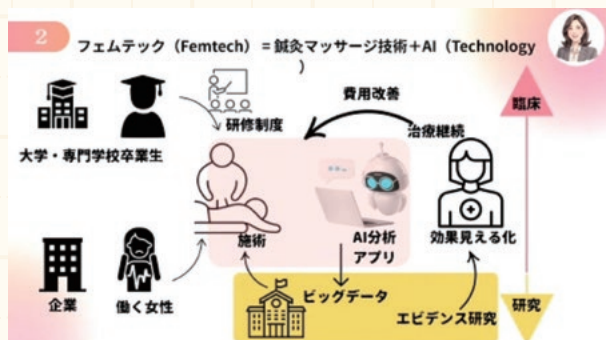 2
フェムテック（Femtech）＝鍼灸マッサージ技術＋AI（Technology
）
費用改善
臨床
研修制度
治療継続
大学・専門学校卒業生
施術
AI分析
アプリ
効果見える化
企業
働く女性
ビッグデータ
エビデンス研究
研究